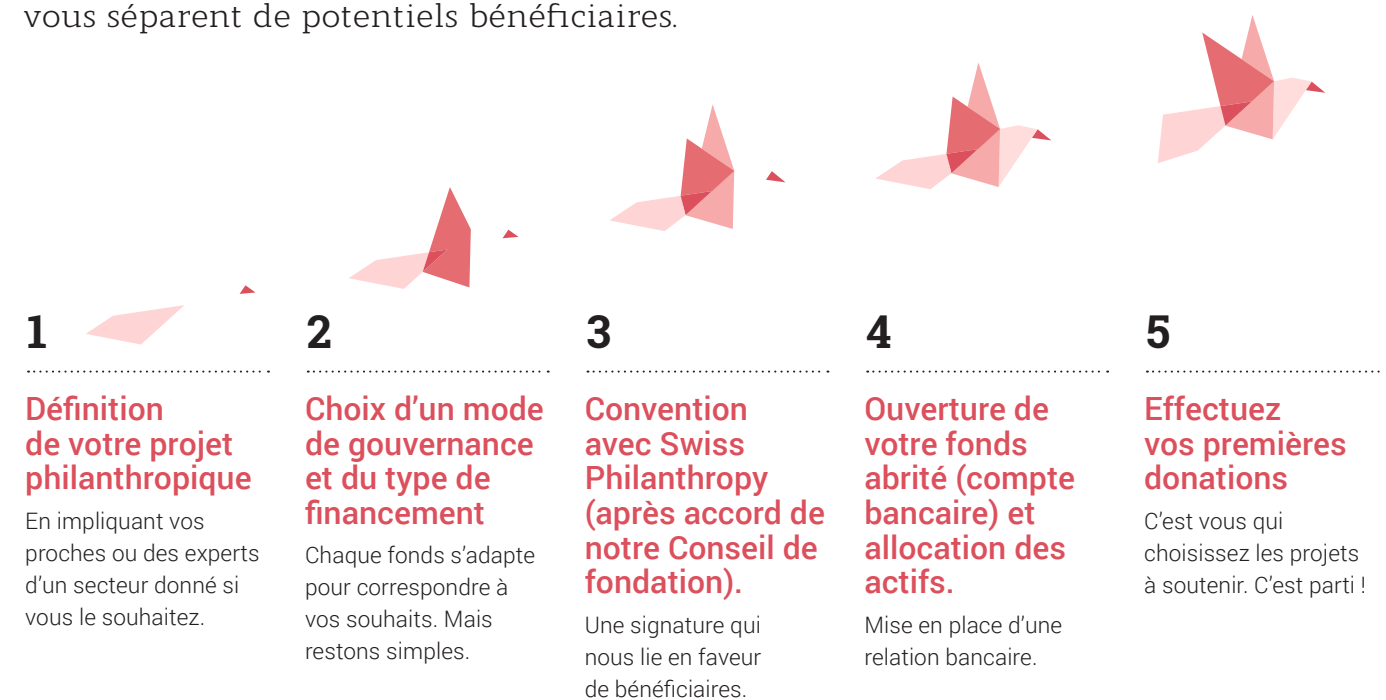 vous séparent de potentiels bénéficiaires.
1
Définition
de votre projet
philanthropique
En impliquant vos
proches ou des experts
d’un secteur donné si
vous le souhaitez.
2
Choix d’un mode
de gouvernance
et du type de
financement
Chaque fonds s’adapte
pour correspondre à
vos souhaits. Mais
restons simples.
3
Convention
avec Swiss
Philanthropy
(après accord de
notre Conseil de
fondation).
Une signature qui
nous lie en faveur
de bénéficiaires.
4
Ouverture de
votre fonds
abrité (compte
bancaire) et
allocation des
actifs.
Mise en place d’une
relation bancaire.
5
Effectuez
vos premières
donations
C’est vous qui
choisissez les projets
à soutenir. C’est parti !